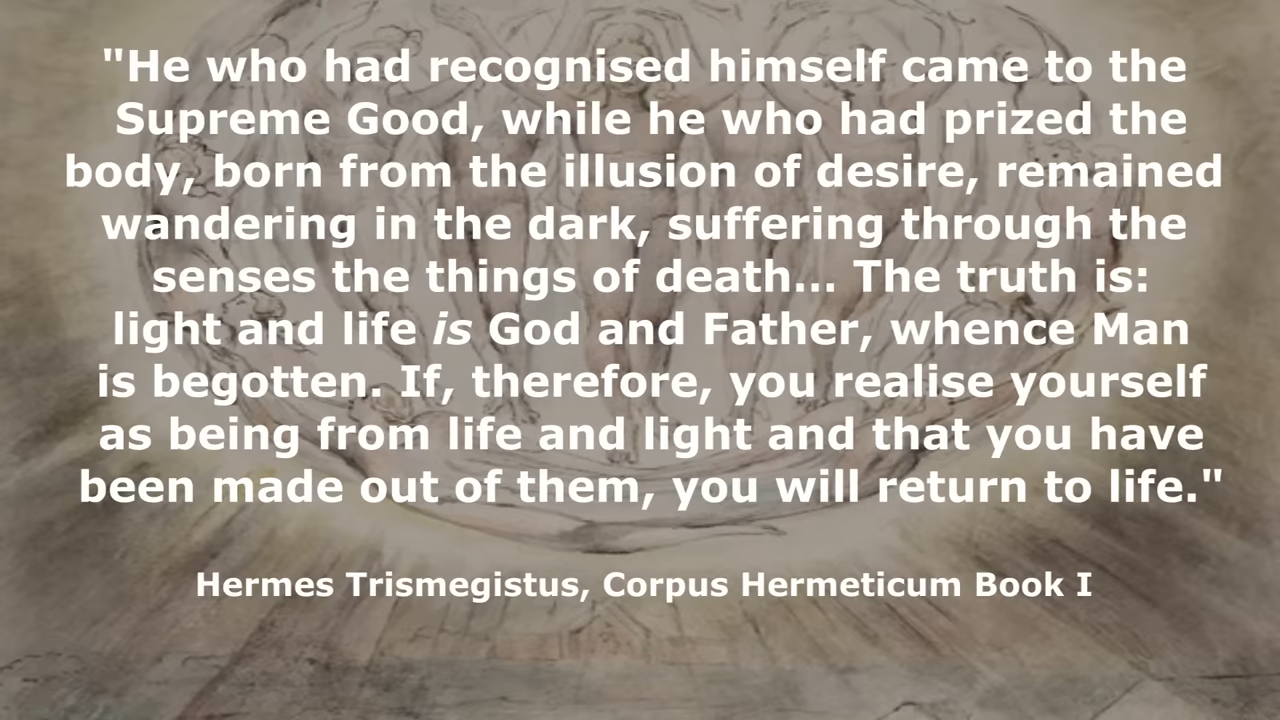 "He who had recognised himself came to the
Supreme Good, while he who had prized the
body, born from the illusion of desire, remained
wandering in the dark, suffering through the
senses the things of death... The truth is:
light and life is God and Father, whence Man
is begotten. If, therefore, you realise yourself
as being from life and light and that you have
been made out of them, you will return to life."
Hermes Trismegistus, Corpus Hermeticum Book I